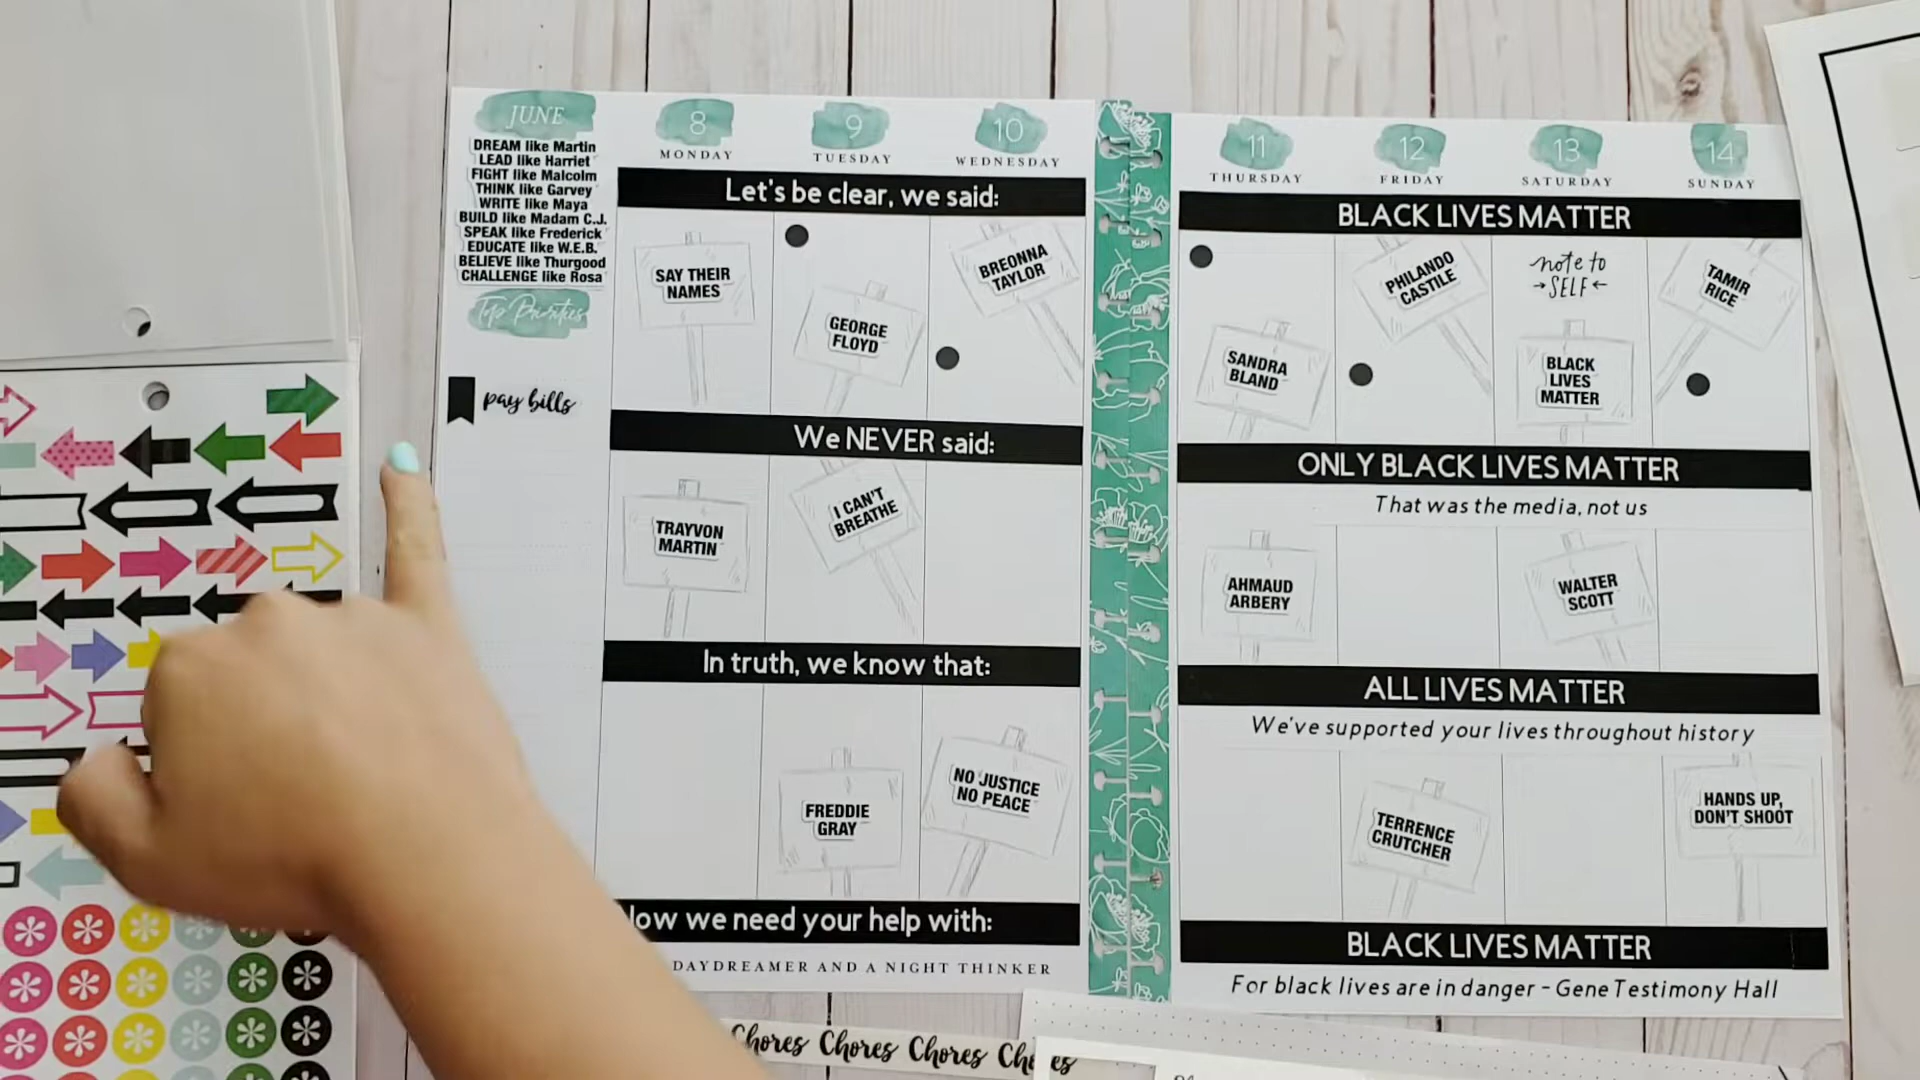 JUNE
DREAM like Martin
LEAD like Harriet
FIGHT like Malcolm
THINK like Garvey
WRITE like Maya
BUILD like Madam C.J.
SPEAK like Frederick
EDUCATE like W.E.B.
BELIEVE like Thurgood
CHALLENGE like Rosa
Top Priorities
pay bills
8
MONDAY
9
TUESDAY
10
WEDNESDAY
Let's be clear, we said:
SAY THEIR
NAMES
GEORGE
FLOYD
BREONNA
TAYLOR
We NEVER said:
TRAYVON
MARTIN
I CAN'T
BREATHE
In truth, we know that:
FREDDIE
GRAY
NO JUSTICE
NO PEACE
we need your help with:
DAYDREAMER AND A NIGHT THINKER
11
THURSDAY
12
FRIDAY
13
SATURDAY
14
SUNDAY
BLACK LIVES MATTER
SANDRA
BLAND
PHILANDO
CASTILE
note to
SELF
BLACK
LIVES
MATTER
TAMIR
RICE
ONLY BLACK LIVES MATTER
That was the media, not us
AHMAUD
ARBERY
WALTER
SCOTT
ALL LIVES MATTER
We've supported your lives throughout history
TERRENCE
CRUTCHER
HANDS UP,
DON'T SHOOT
BLACK LIVES MATTER
For black lives are in danger - Gene Testimony Hall
Chores Chores Chores